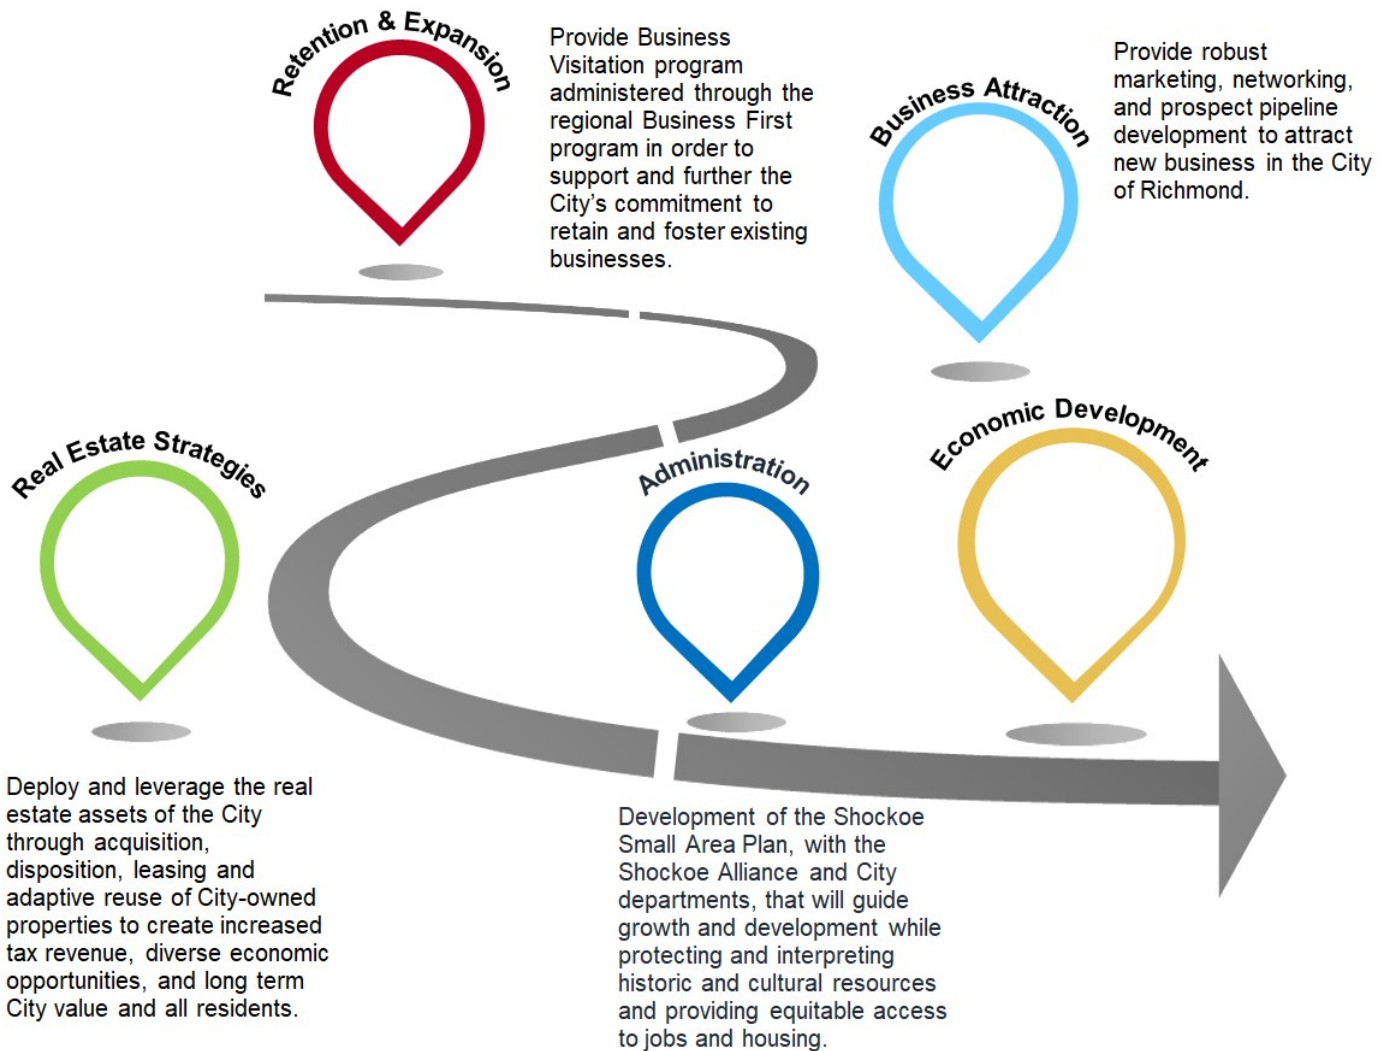 Retention & Expansion
Provide Business
Visitation program
administered through the
regional Business First
program in order to
support and further the
City’s commitment to
retain and foster existing
businesses.
Business Attraction
Provide robust
marketing, networking,
and prospect pipeline
development to attract
new business in the City
of Richmond.
Real Estate Strategies
Deploy and leverage the real
estate assets of the City
through acquisition,
disposition, leasing and
adaptive reuse of City-owned
properties to create increased
tax revenue, diverse economic
opportunities, and long term
City value and all residents.
Administration
Development of the Shockoe
Small Area Plan, with the
Shockoe Alliance and City
departments, that will guide
growth and development while
protecting and interpreting
historic and cultural resources
and providing equitable access
to jobs and housing.
Economic Development